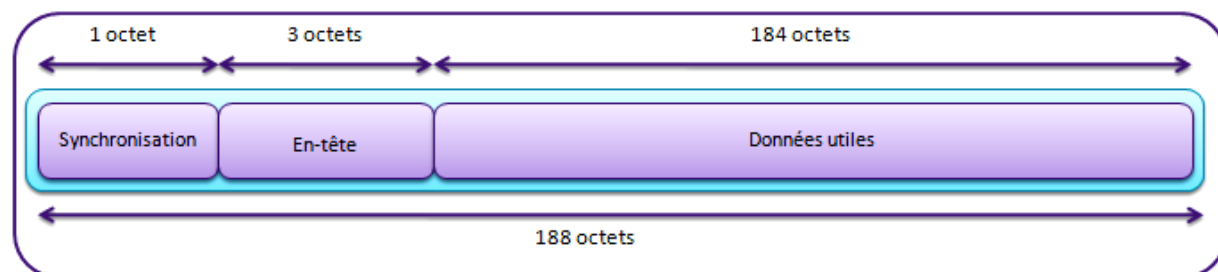 1 octet
3 octets
184 octets
Synchronisation
En-tête
Données utiles
188 octets